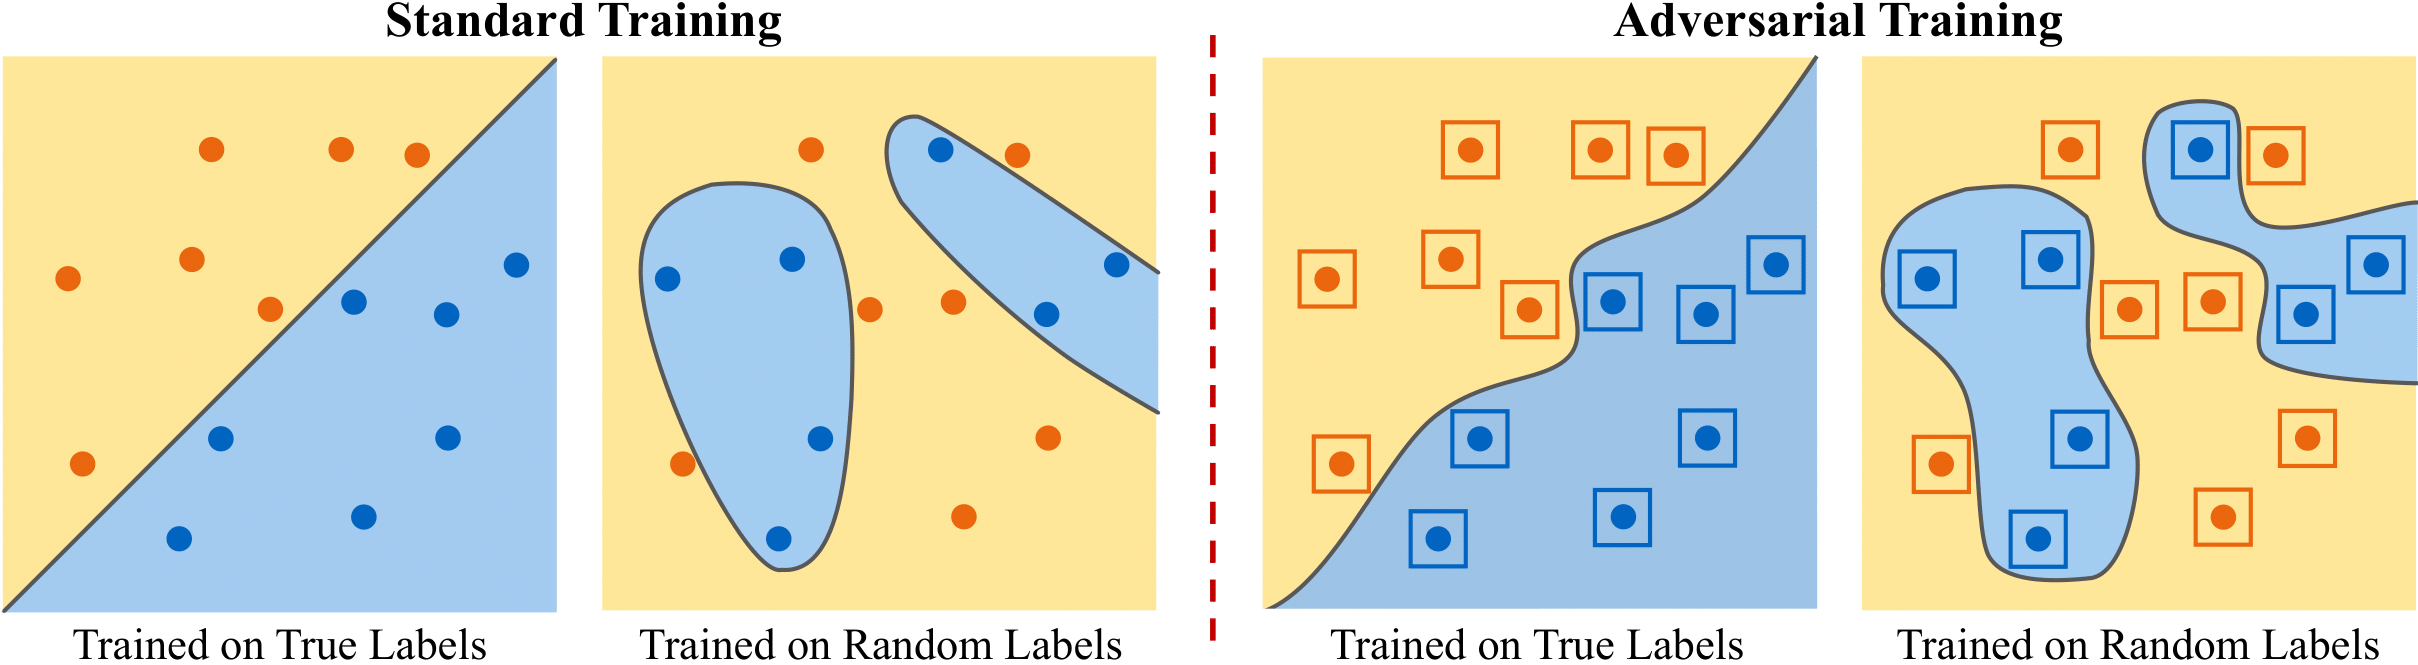 Standard Training
Adversarial Training
Trained on True Labels
Trained on Random Labels
Trained on True Labels
Trained on Random Labels